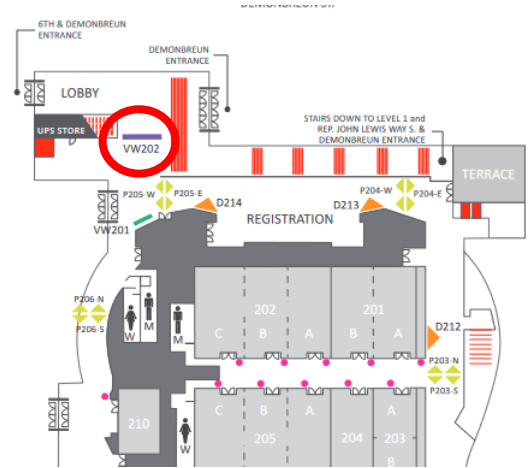 DEMONBREUN ST.
6TH & DEMONBREUN
ENTRANCE
DEMONBREUN
ENTRANCE
LOBBY
UPS STORE
VW202
STAIRS DOWN TO LEVEL 1 and
REP. JOHN LEWIS WAY S. &
DEMONBREUN ENTRANCE
TERRACE
P205-W
P205-E
D214
P204-W
P204-E
D213
REGISTRATION
VW201
P206-N
P206-S
M
W
M
W
202
201
C
B
A
B
A
D212
P203-N
P203-S
C
B
A
A
210
205
204
203
B
W